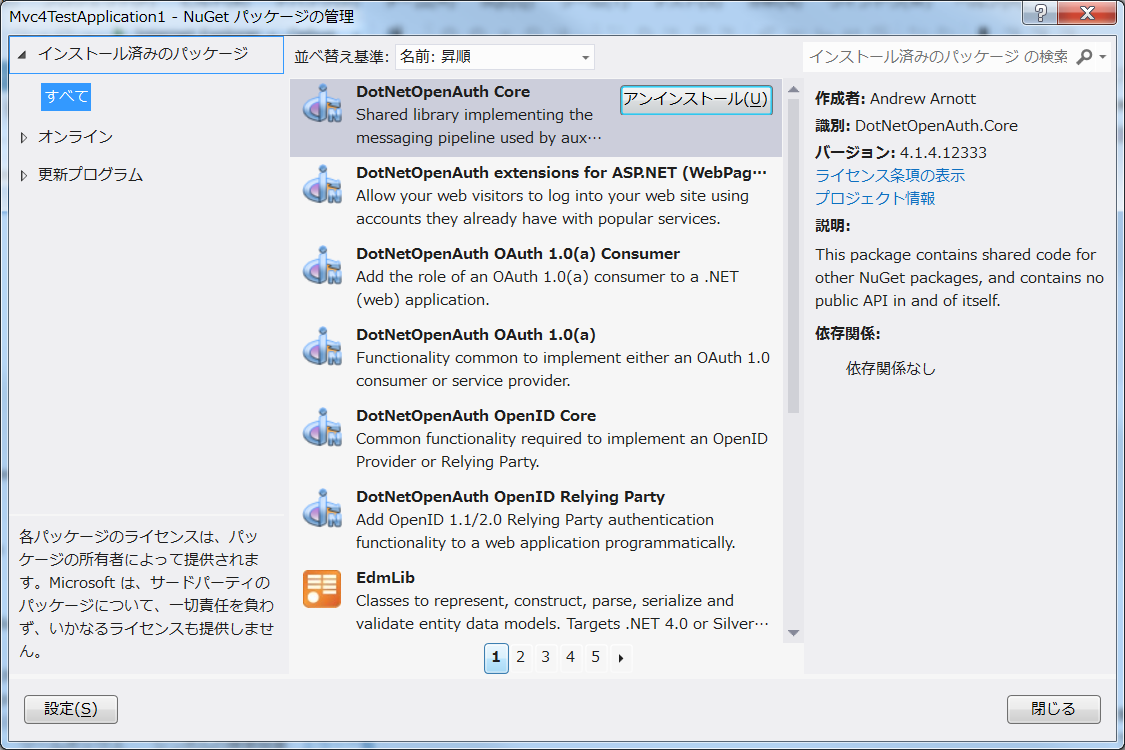 Mvc4TestApplication1 - NuGet パッケージの管理
インストール済みのパッケージ
すべて
オンライン
更新プログラム
各パッケージのライセンスは、パッ
ケージの所有者によって提供されま
す。Microsoft は、サードパーティの
パッケージについて、一切責任を負わ
ず、いかなるライセンスも提供しませ
ん。
並べ替え基準: 名前: 昇順
DotNetOpenAuth Core
アンインストール(U)
Shared library implementing the
messaging pipeline used by aux…
DotNetOpenAuth extensions for ASP.NET (WebPag…
Allow your web visitors to log into your web site using
accounts they already have with popular services.
DotNetOpenAuth OAuth 1.0(a) Consumer
Add the role of an OAuth 1.0(a) consumer to a .NET
(web) application.
DotNetOpenAuth OAuth 1.0(a)
Functionality common to implement either an OAuth 1.0
consumer or service provider.
DotNetOpenAuth OpenID Core
Common functionality required to implement an OpenID
Provider or Relying Party.
DotNetOpenAuth OpenID Relying Party
Add OpenID 1.1/2.0 Relying Party authentication
functionality to a web application programmatically.
EdmLib
Classes to represent, construct, parse, serialize and
validate entity data models. Targets .NET 4.0 or Silver…
1 2 3 4 5
インストール済みのパッケージ の検索
作成者: Andrew Arnott
識別: DotNetOpenAuth.Core
バージョン: 4.1.4.12333
ライセンス条項の表示
プロジェクト情報
説明:
This package contains shared code for
other NuGet packages, and contains no
public API in and of itself.
依存関係:
依存関係なし
設定(S)
閉じる